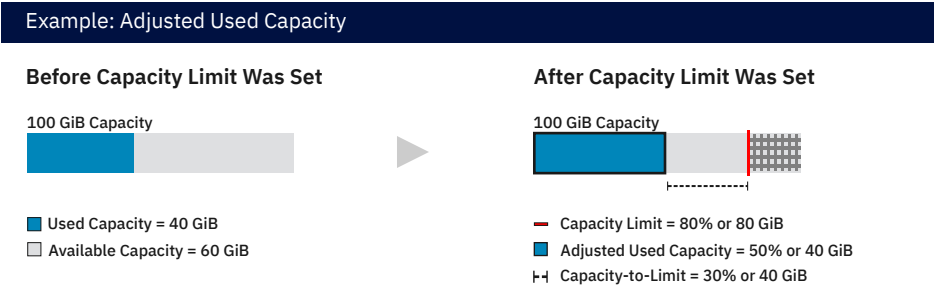 Example: Adjusted Used Capacity
Before Capacity Limit Was Set
100 GiB Capacity
Used Capacity = 40 GiB
Available Capacity = 60 GiB
After Capacity Limit Was Set
100 GiB Capacity
Capacity Limit = 80% or 80 GiB
Adjusted Used Capacity = 50% or 40 GiB
Capacity-to-Limit = 30% or 40 GiB